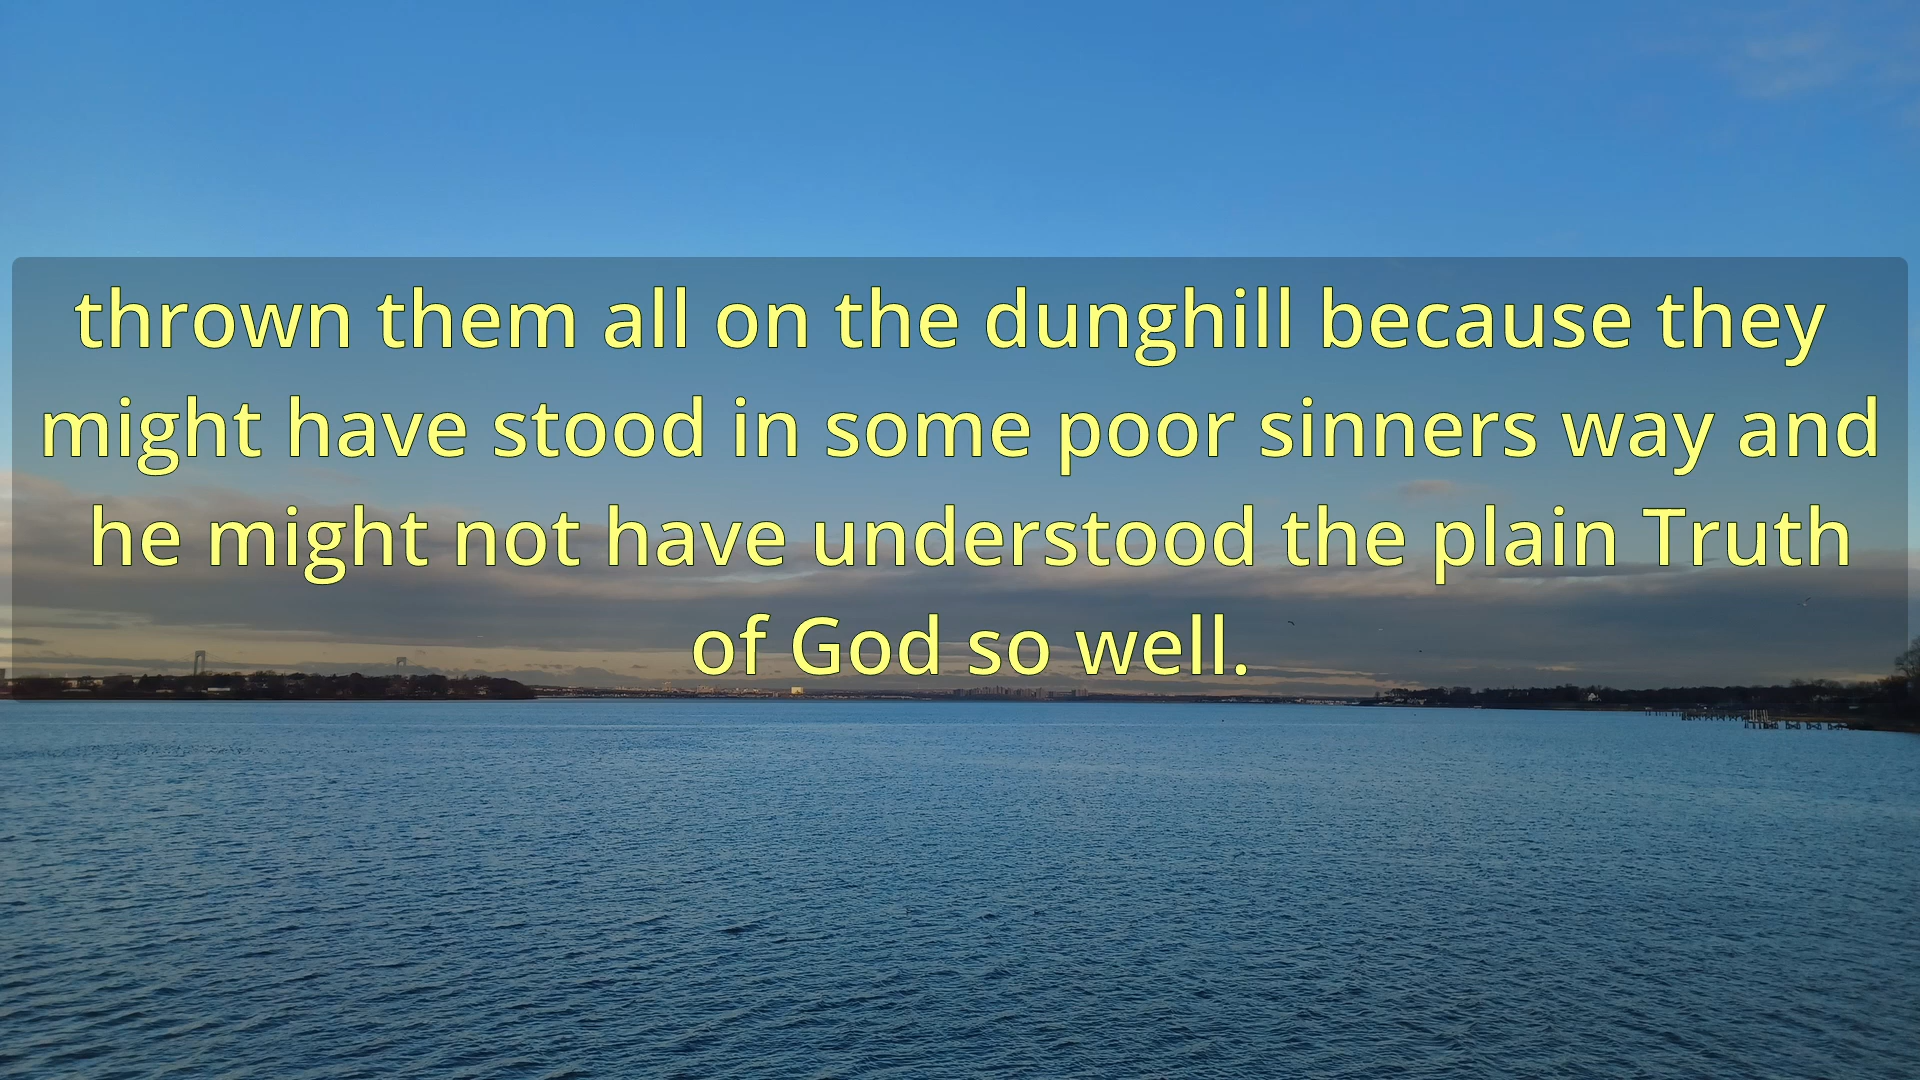 thrown them all on the dunghill because they
might have stood in some poor sinners way and
he might not have understood the plain Truth
of God so well.